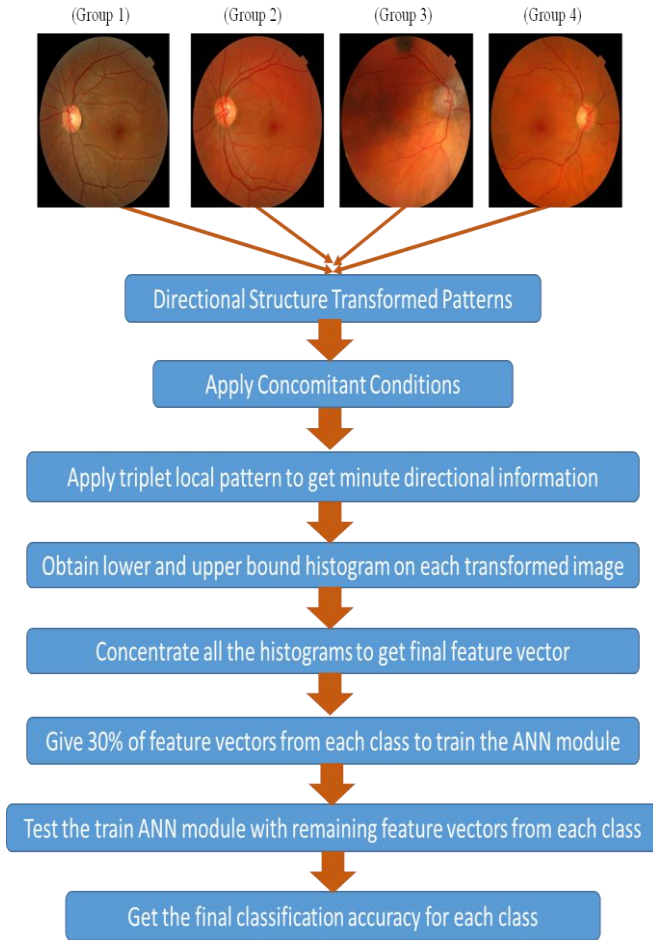 (Group 1) (Group 2) (Group 3) (Group 4)
Directional Structure Transformed Patterns
Apply Concomitant Conditions
Apply triplet local pattern to get minute directional information
Obtain lower and upper bound histogram on each transformed image
Concentrate all the histograms to get final feature vector
Give 30% of feature vectors from each class to train the ANN module
Test the train ANN module with remaining feature vectors from each class
Get the final classification accuracy for each class